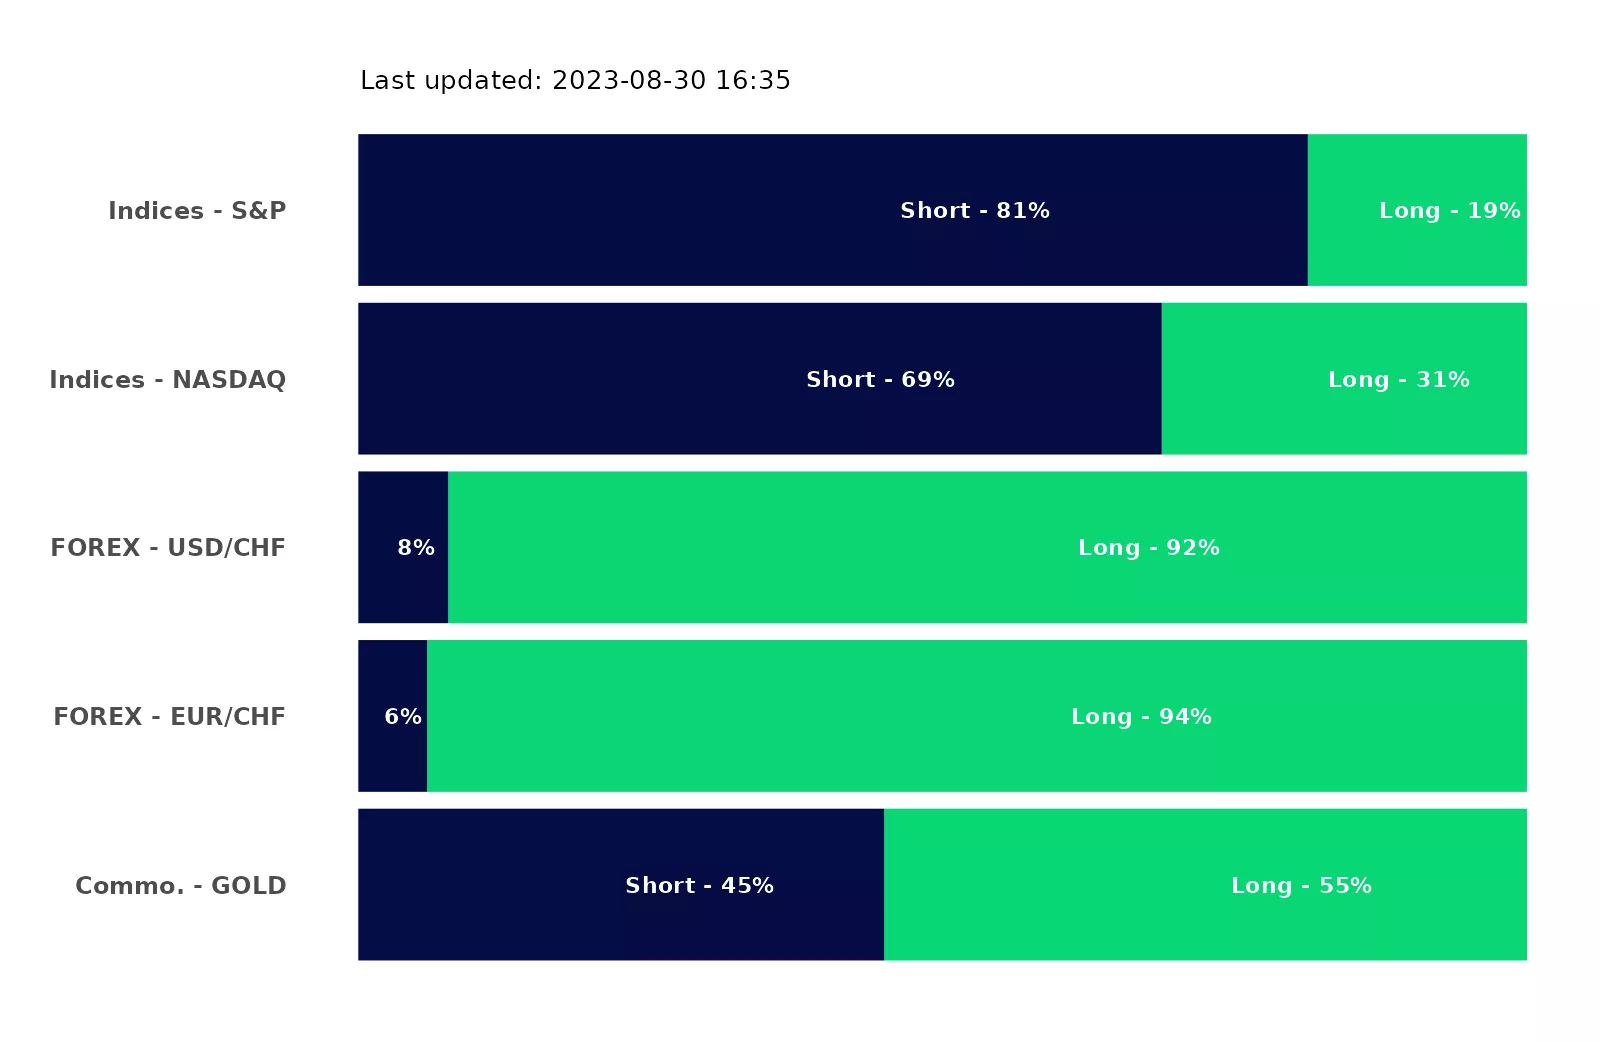 Last updated: 2023-08-30 16:35
Indices - S&P Short - 81% Long - 19%
Indices - NASDAQ Short - 69% Long - 31%
FOREX - USD/CHF 8% Long - 92%
FOREX - EUR/CHF 6% Long - 94%
Commo. - GOLD Short - 45% Long - 55%